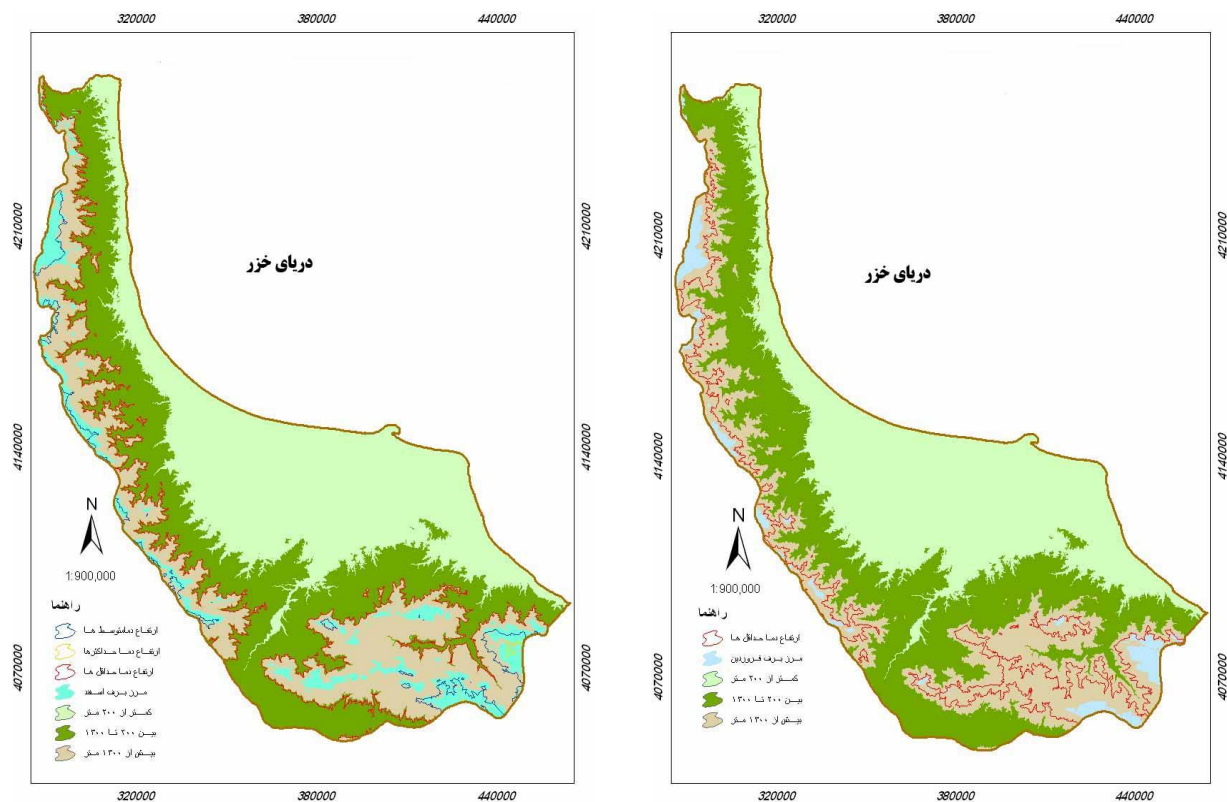 320000 380000 440000
4210000
4210000
دریای خزر
4140000
4140000
N
1:900,000
راهنما
ارتفاع دمامتوسط ها
ارتفاع دما حداکثرها
ارتفاع دما حداقل ها
مرز برف اسفند
کمتر از ۲۰۰ متر
بین ۲۰۰ تا ۱۳۰۰
بیش از ۱۳۰۰ متر
4070000
4070000
320000 380000 440000
320000 380000 440000
4210000
4210000
دریای خزر
4140000
4140000
N
1:900,000
راهنما
ارتفاع دما حداقل ها
مرز برف فروردین
کمتر از ۲۰۰ متر
بین ۲۰۰ تا ۱۳۰۰
بیش از ۱۳۰۰ متر
4070000
4070000
320000 380000 440000